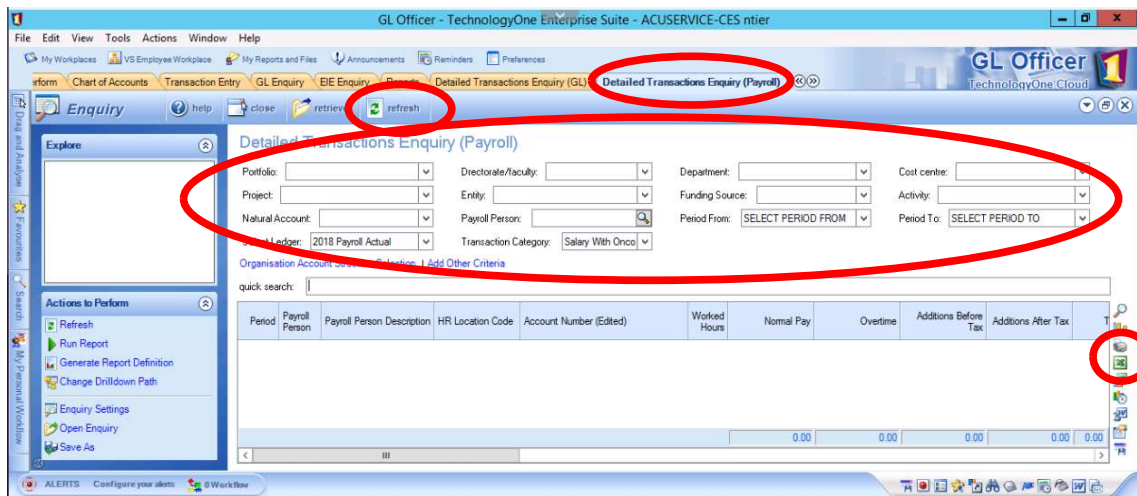 GL Officer - TechnologyOne Enterprise Suite - ACUSERVICE-CES ntier
File Edit View Tools Actions Window Help
My Workplaces VS Employee Workplace My Reports and Files Announcements Reminders Preferences
GL Officer
TechnologyOne Cloud
Chart of Accounts Transaction Entry GL Enquiry EIE Enquiry Reports Detailed Transactions Enquiry (GL) Detailed Transactions Enquiry (Payroll)
Enquiry help close retrieve refresh
Drag and Analyse
Favourites
Search
My Personal Workflow
Explore
Detailed Transactions Enquiry (Payroll)
Portfolio: Directorate/faculty: Department: Cost centre:
Project: Entity: Funding Source: Activity:
Natural Account: Payroll Person: Period From: SELECT PERIOD FROM Period To: SELECT PERIOD TO
Ledger: 2018 Payroll Actual Transaction Category: Salary With Onco
Organisation Account Structure Selection | Add Other Criteria
quick search:
Period Payroll Person Payroll Person Description HR Location Code Account Number (Edited) Worked Hours Normal Pay Overtime Additions Before Tax Additions After Tax T
0.00 0.00 0.00 0.00 0.00
Actions to Perform
Refresh
Run Report
Generate Report Definition
Change Drilldown Path
Enquiry Settings
Open Enquiry
Save As
ALERTS Configure your alerts 0 Workflow